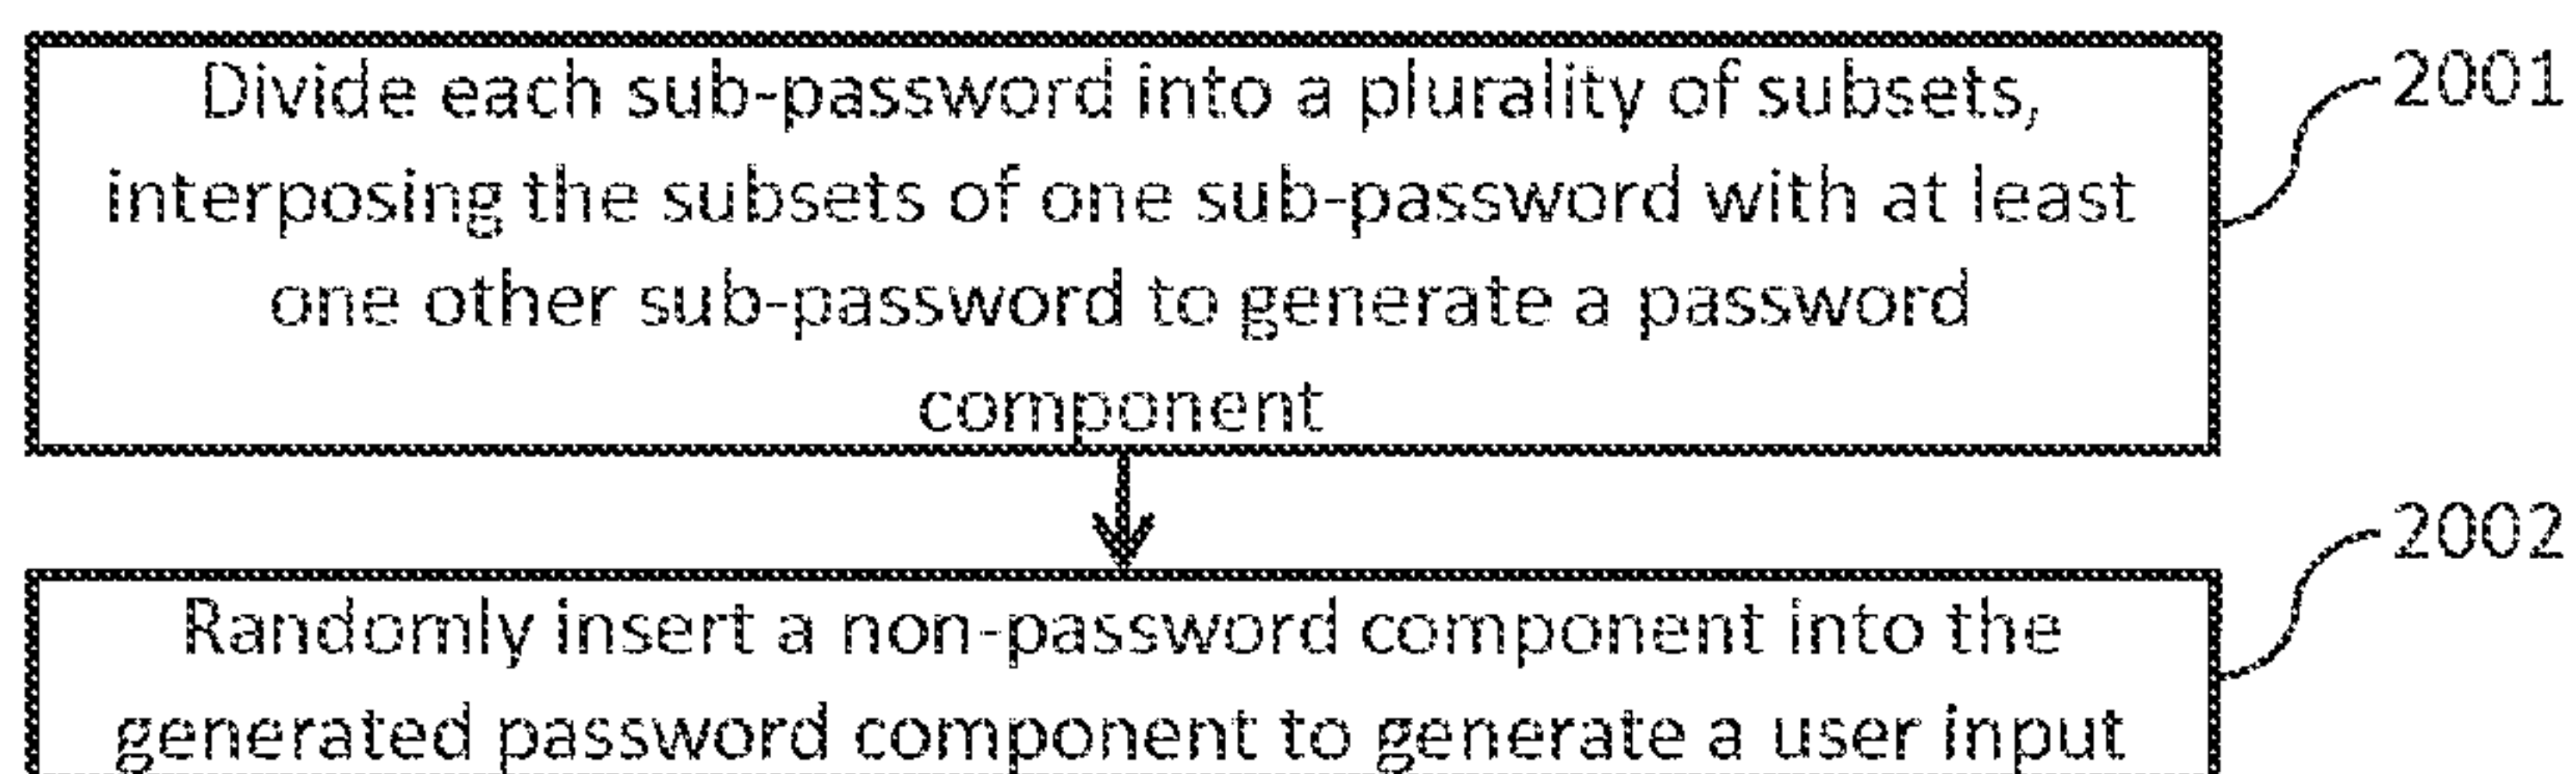 Divide each sub-password into a plurality of subsets,
interposing the subsets of one sub-password with at least
one other sub-password to generate a password
component
2001
Randomly insert a non-password component into the
generated password component to generate a user input
2002